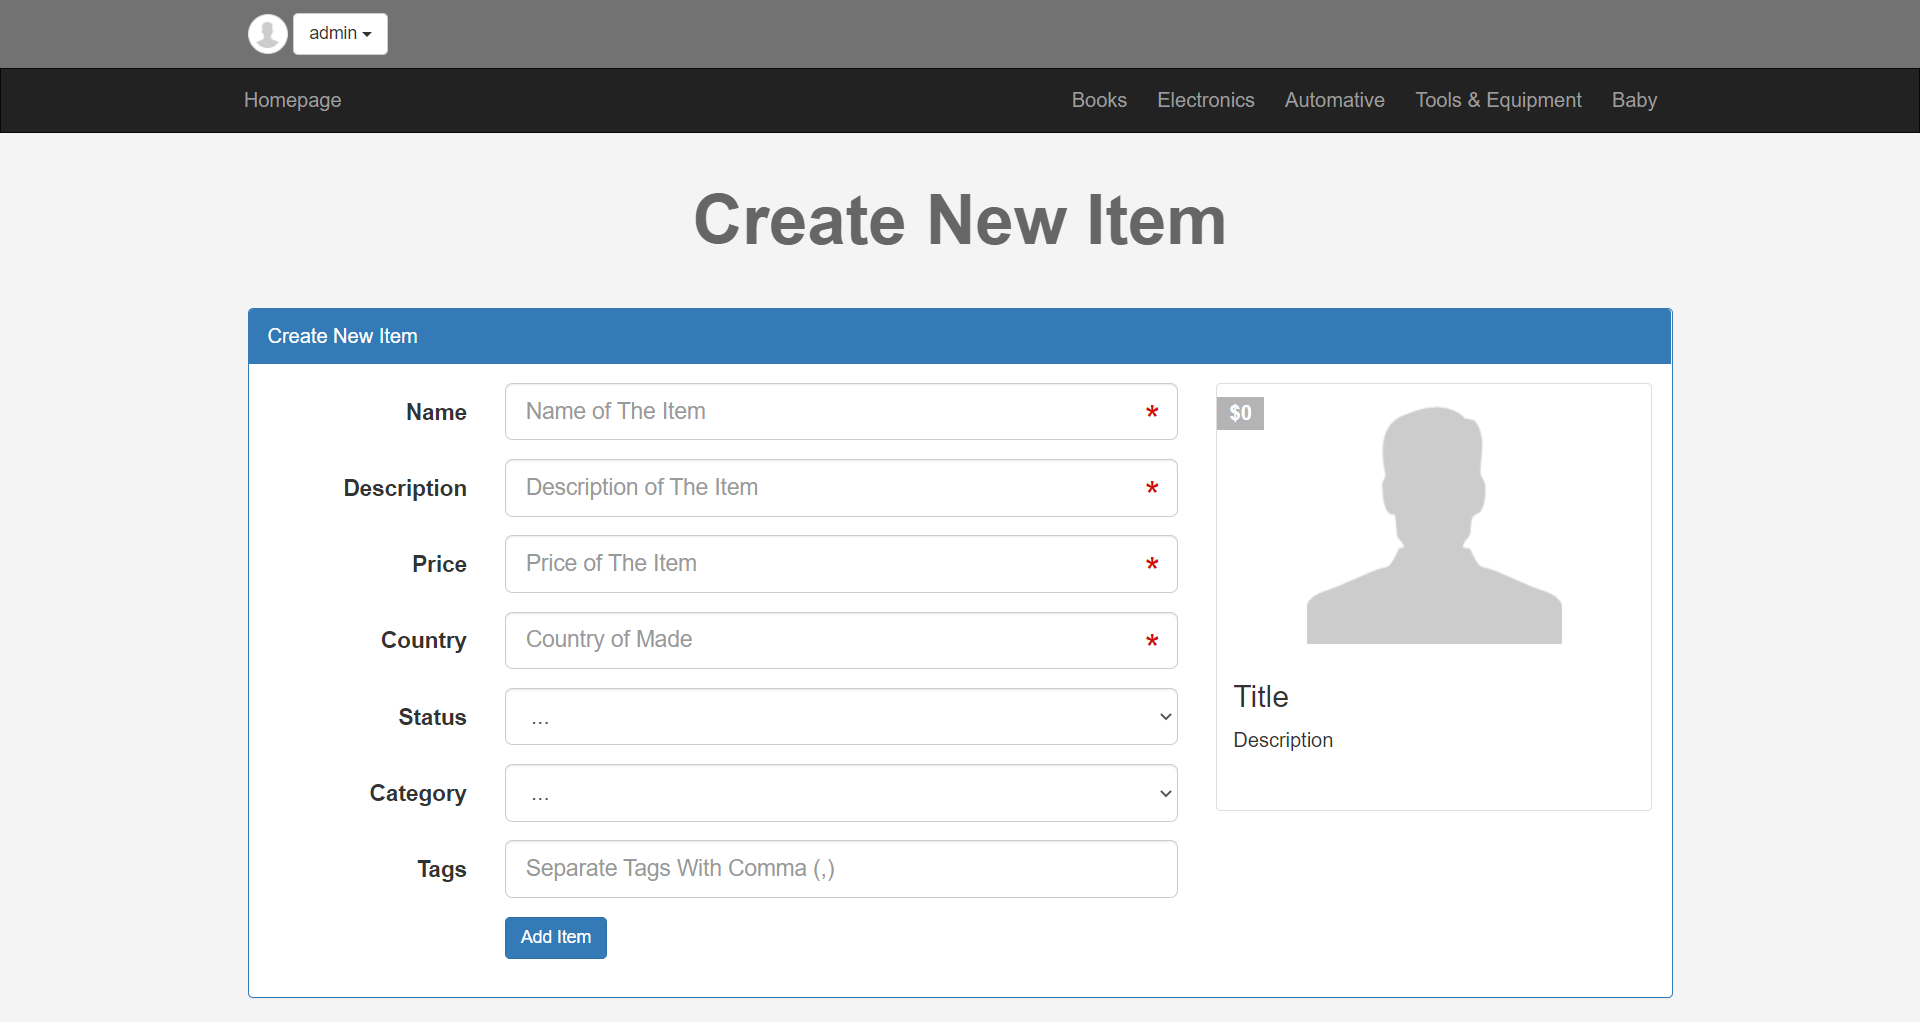 admin
Homepage
Books Electronics Automative Tools & Equipment Baby
Create New Item
Create New Item
Name
Name of The Item *
Description
Description of The Item *
Price
Price of The Item *
Country
Country of Made *
Status
...
Category
...
Tags
Separate Tags With Comma (,)
Add Item
$0
Title
Description